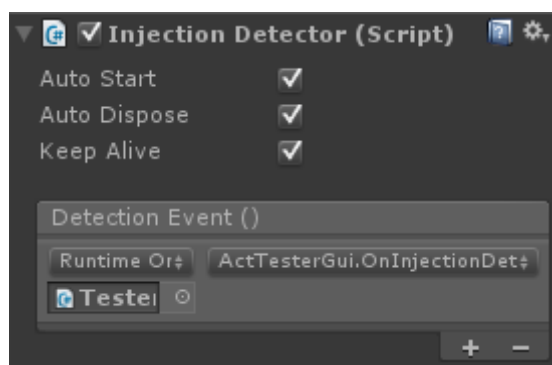 Injection Detector (Script)
Auto Start
Auto Dispose
Keep Alive
Detection Event ()
Runtime Or ActTesterGui.OnInjectionDet
Tester